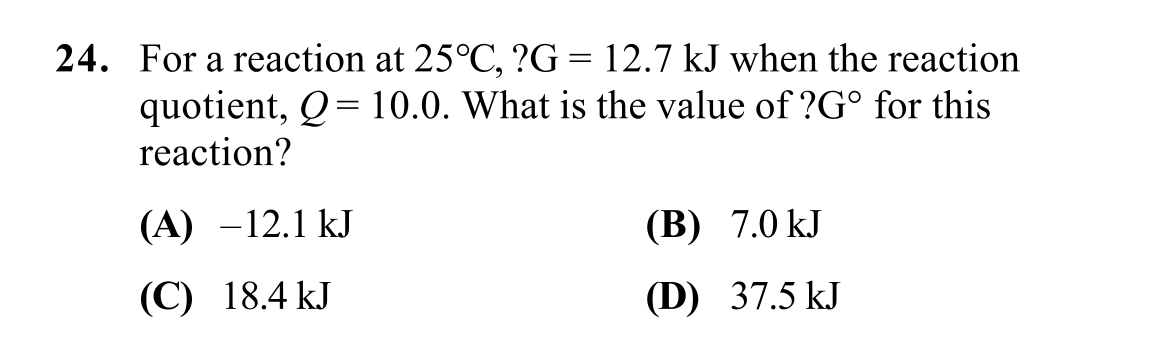 24. For a reaction at 25°C, ?G = 12.7 kJ when the reaction
quotient, Q = 10.0. What is the value of ?G° for this
reaction?
(A) –12.1 kJ (B) 7.0 kJ
(C) 18.4 kJ (D) 37.5 kJ